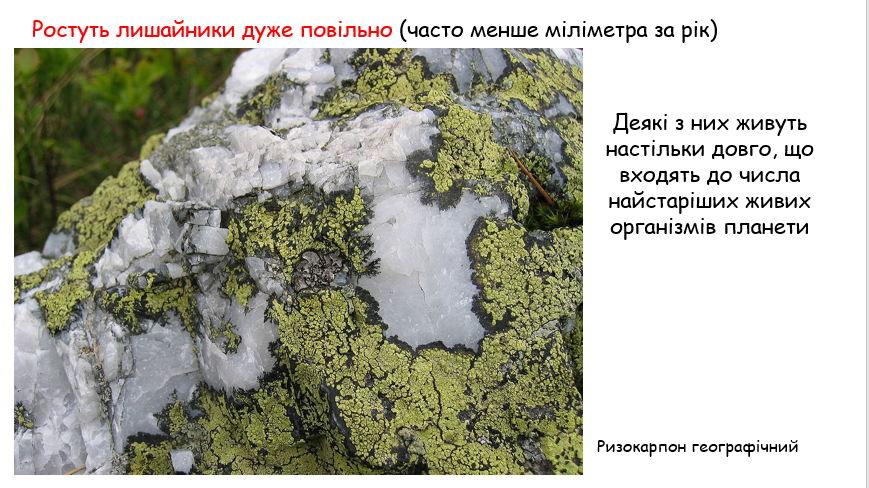 Ростуть лишайники дуже повільно (часто менше міліметра за рік)
Деякі з них живуть
настільки довго, що
входять до числа
найстаріших живих
організмів планети
Ризокарпон географічний